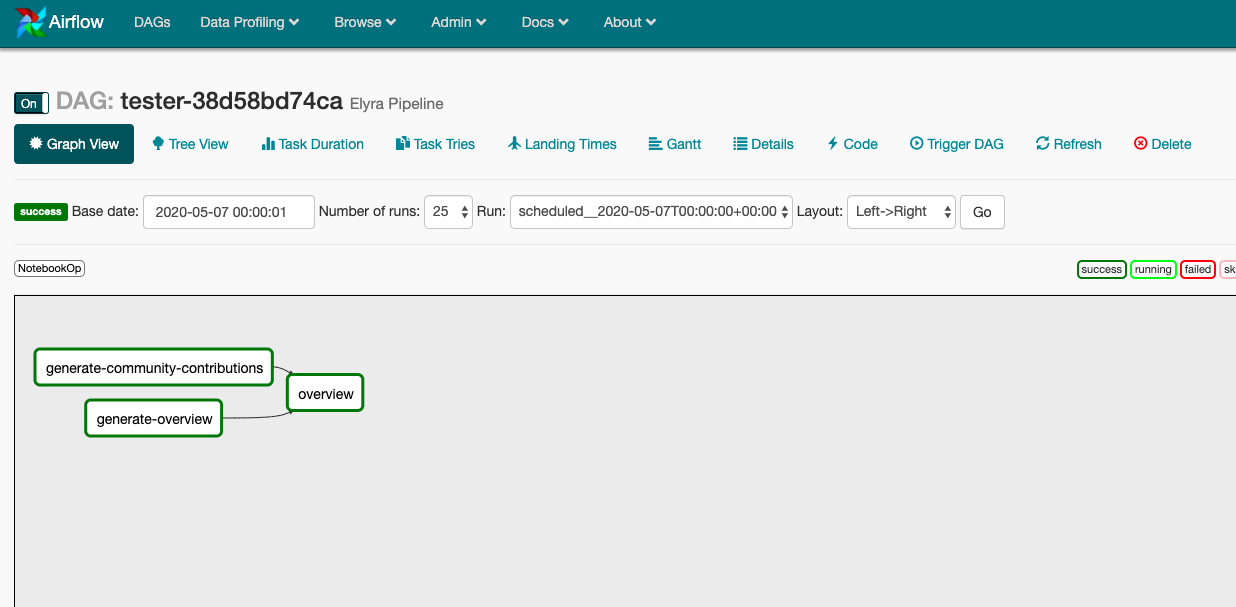 Airflow DAGs Data Profiling Browse Admin Docs About
On DAG: tester-38d58bd74ca Elyra Pipeline
Graph View Tree View Task Duration Task Tries Landing Times Gantt Details Code Trigger DAG Refresh Delete
success Base date: 2020-05-07 00:00:01 Number of runs: 25 Run: scheduled__2020-05-07T00:00:00+00:00 Layout: Left->Right Go
NotebookOp success running failed sk
generate-community-contributions
overview
generate-overview